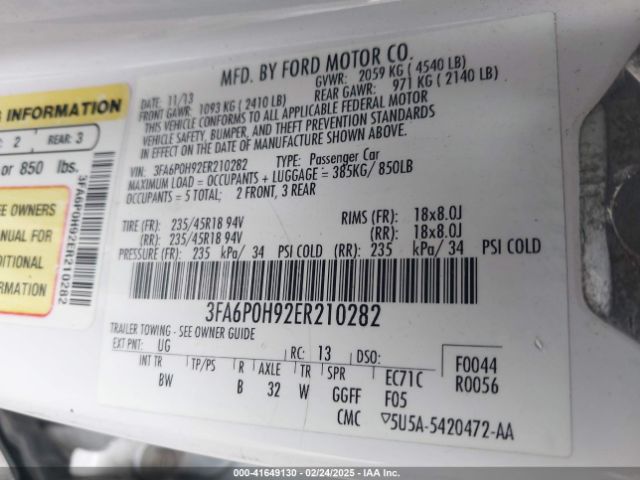 G INFORMATION
: 2 REAR: 3
or 850 lbs.
EE OWNERS
ANUAL FOR
DDITIONAL
FORMATION
3FA6P0H92ER210282
MFD. BY FORD MOTOR CO.
DATE: 11/13 GVWR: 2059 KG ( 4540 LB)
FRONT GAWR: 1093 KG ( 2410 LB) REAR GAWR: 971 KG ( 2140 LB)
THIS VEHICLE CONFORMS TO ALL APPLICABLE FEDERAL MOTOR
VEHICLE SAFETY, BUMPER, AND THEFT PREVENTION STANDARDS
IN EFFECT ON THE DATE OF MANUFACTURE SHOWN ABOVE.
VIN: 3FA6P0H92ER210282 TYPE: Passenger Car
MAXIMUM LOAD = OCCUPANTS + LUGGAGE = 385KG/ 850LB
OCCUPANTS = 5 TOTAL; 2 FRONT, 3 REAR
TIRE (FR): 235/45R18 94V RIMS (FR): 18x8.0J
(RR): 235/45R18 94V (RR): 18x8.0J
PRESSURE (FR): 235 kPa/ 34 PSI COLD (RR): 235 kPa/ 34 PSI COLD
3FA6P0H92ER210282
TRAILER TOWING - SEE OWNER GUIDE
EXT PNT: UG RC: 13 DSO: F0044
INT TR TP/PS R AXLE TR SPR EC71C R0056
BW B 32 W GGFF F05
CMC ▽5U5A-5420472-AA
000-41649130 - 02/24/2025 - IAA Inc.